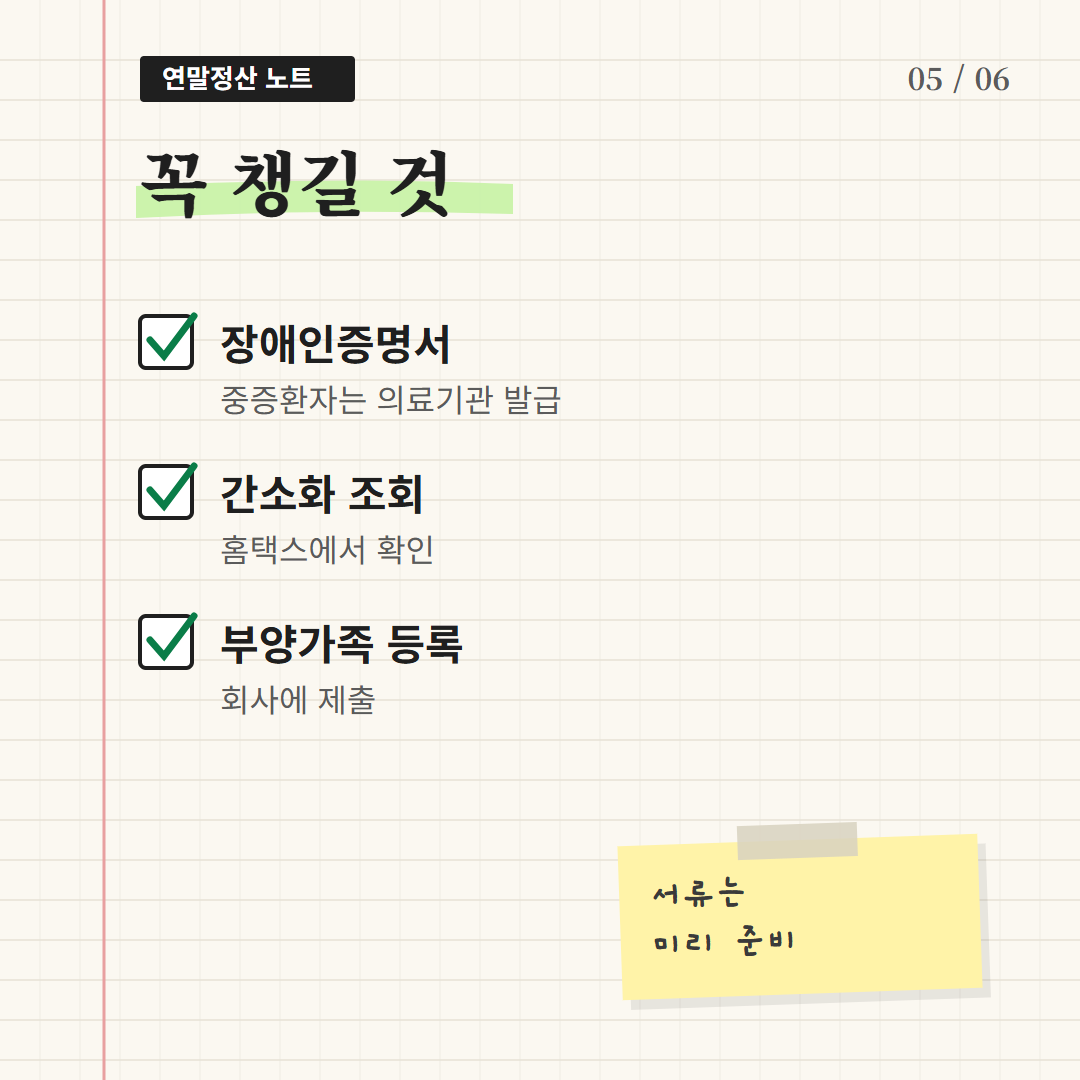 연말정산 노트
05 / 06
꼭 챙길 것
장애인증명서
중증환자는 의료기관 발급
간소화 조회
홈택스에서 확인
부양가족 등록
회사에 제출
서류는
미리 준비